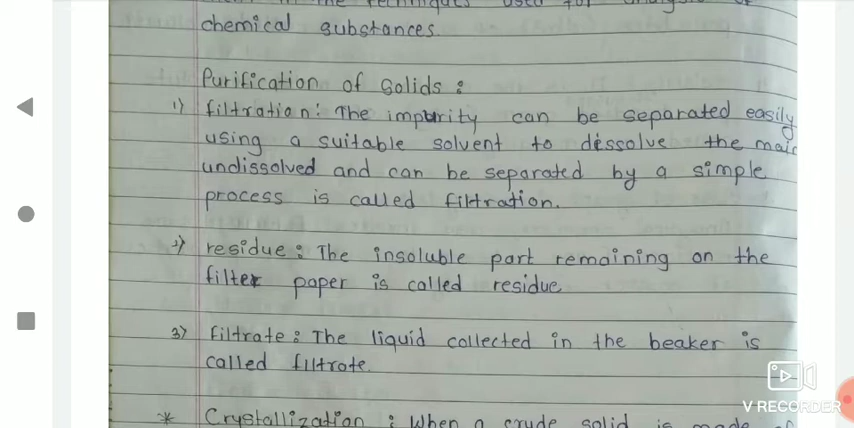 chemical substances
Purification of Solids :
1) filtration: The impurity can be separated easily
using a suitable solvent to dissolve the main
undissolved and can be separated by a simple
process is called filtration.
2) residue : The insoluble part remaining on the
filter paper is called residue
3) filtrate : The liquid collected in the beaker is
called filtrate.
* Crystallization : When a crude solid is made of
V RECORDER